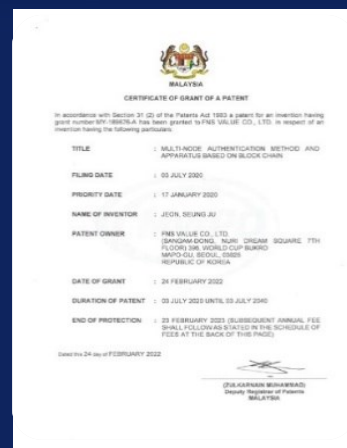 MALAYSIA
CERTIFICATE OF GRANT OF A PATENT
In accordance with Section 31 (2) of the Patents Act 1983 a patent for an invention having
grant number MY-189676-A has been granted to FNS VALUE CO., LTD. in respect of an
invention having the following particulars:
TITLE : MULTI-NODE AUTHENTICATION METHOD AND
APPARATUS BASED ON BLOCK CHAIN
FILING DATE : 03 JULY 2020
PRIORITY DATE : 17 JANUARY 2020
NAME OF INVENTOR : JEON, SEUNG JU
PATENT OWNER : FNS VALUE CO., LTD.
(SANGAM-DONG, NURI DREAM SQUARE 7TH
FLOOR) 396, WORLD CUP BUKRO
MAPO-GU, SEOUL,
REPUBLIC OF KOREA
DATE OF GRANT : 24 FEBRUARY 2022
DURATION OF PATENT : 03 JULY 2020 UNTIL 03 JULY 2040
END OF PROTECTION : 23 FEBRUARY 2023 (SUBSEQUENT ANNUAL FEE
SHALL FOLLOW AS STATED IN THE SCHEDULE OF
FEES AT THE BACK OF THIS PAGE)
Dated this 24 day of FEBRUARY 2022
(ZULKARNAIN MUHAMMAD)
Deputy Registrar of Patents
MALAYSIA